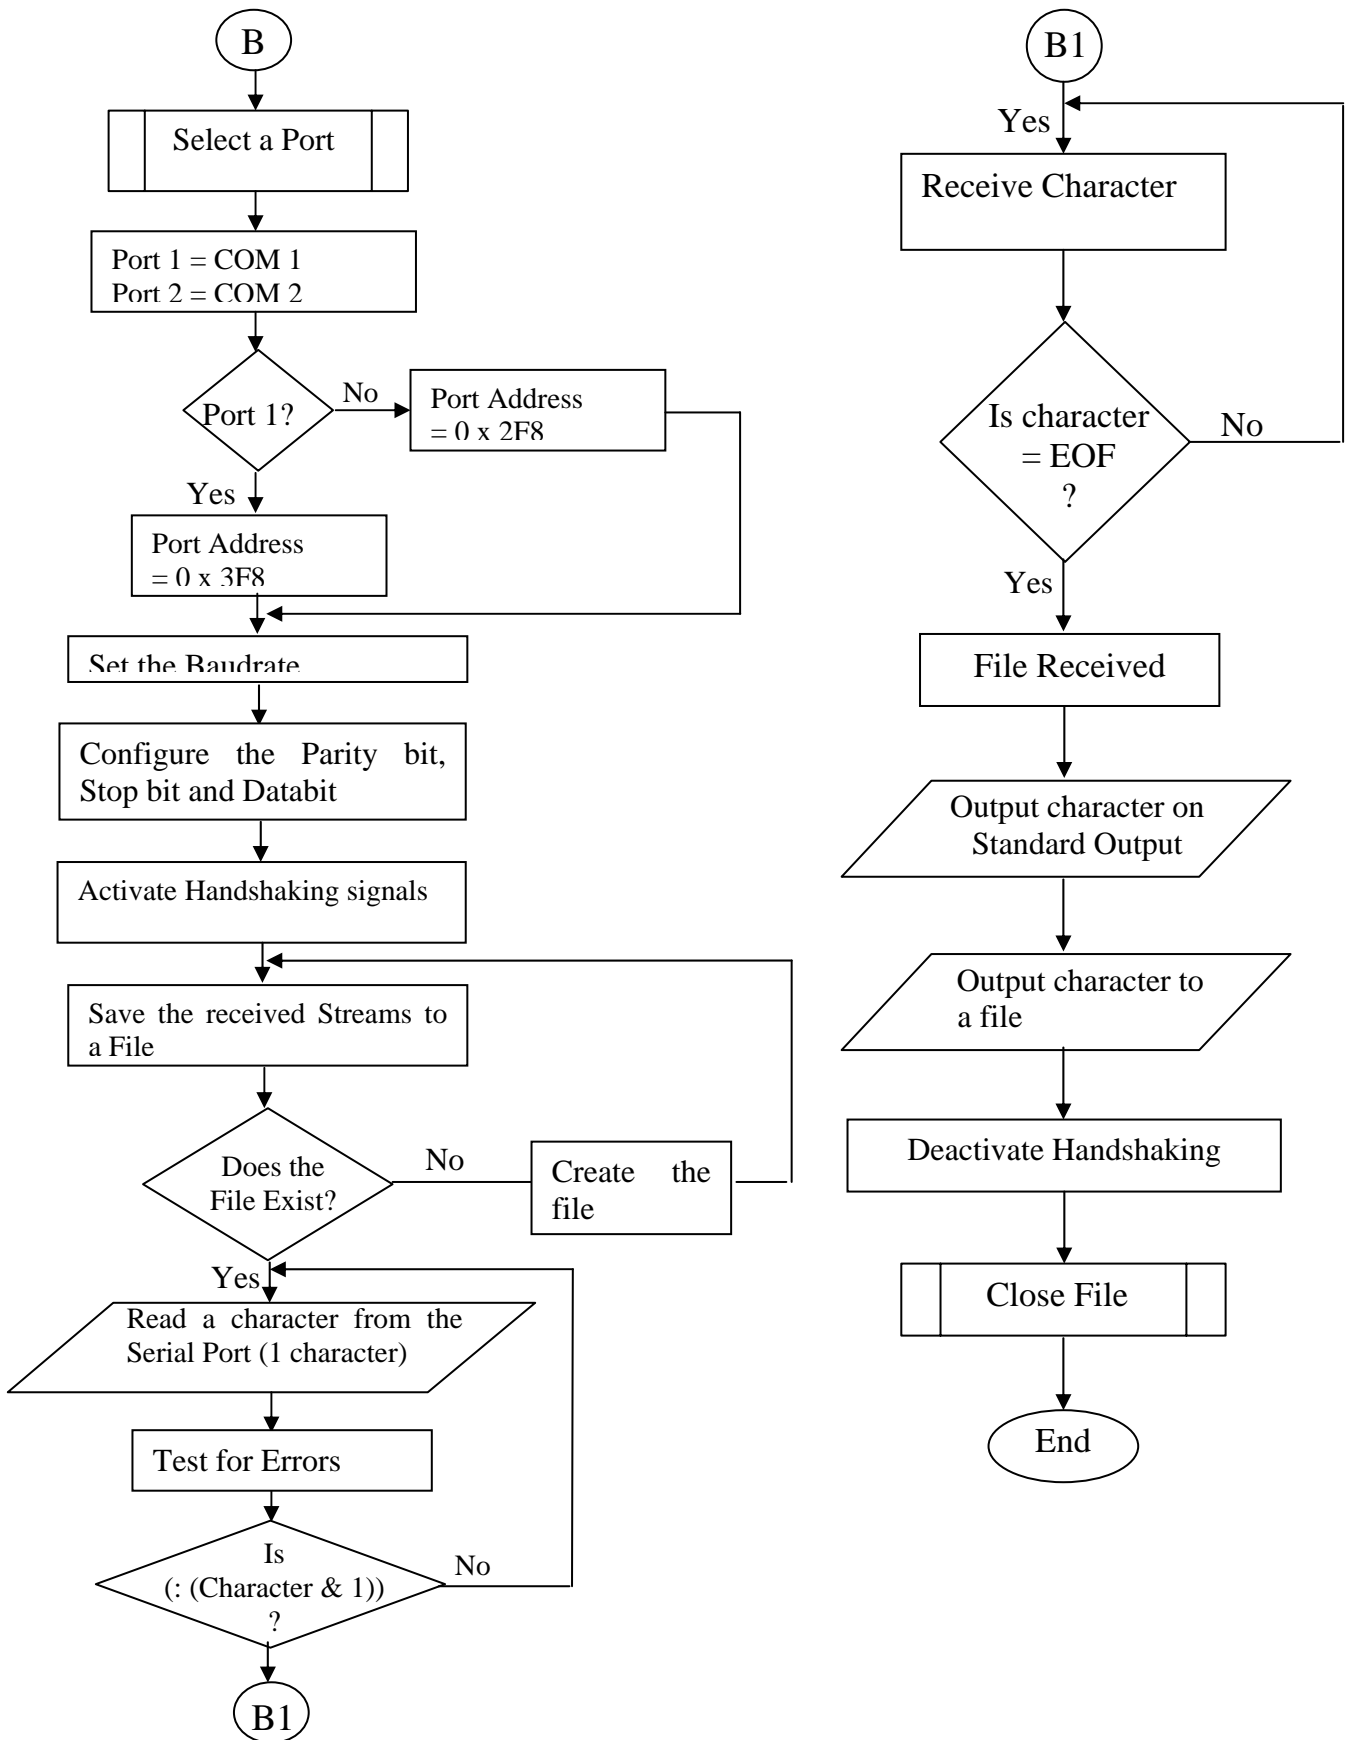 B
Select a Port
Port 1 = COM 1
Port 2 = COM 2
Port 1?
No
Port Address
= 0 x 2F8
Yes
Port Address
= 0 x 3F8
Set the Baudrate
Configure the Parity bit,
Stop bit and Databit
Activate Handshaking signals
Save the received Streams to
a File
Does the
File Exist?
No
Create the
file
Yes
Read a character from the
Serial Port (1 character)
Test for Errors
Is
(: (Character & 1))
?
No
B1
B1
Yes
Receive Character
Is character
= EOF
?
No
Yes
File Received
Output character on
Standard Output
Output character to
a file
Deactivate Handshaking
Close File
End